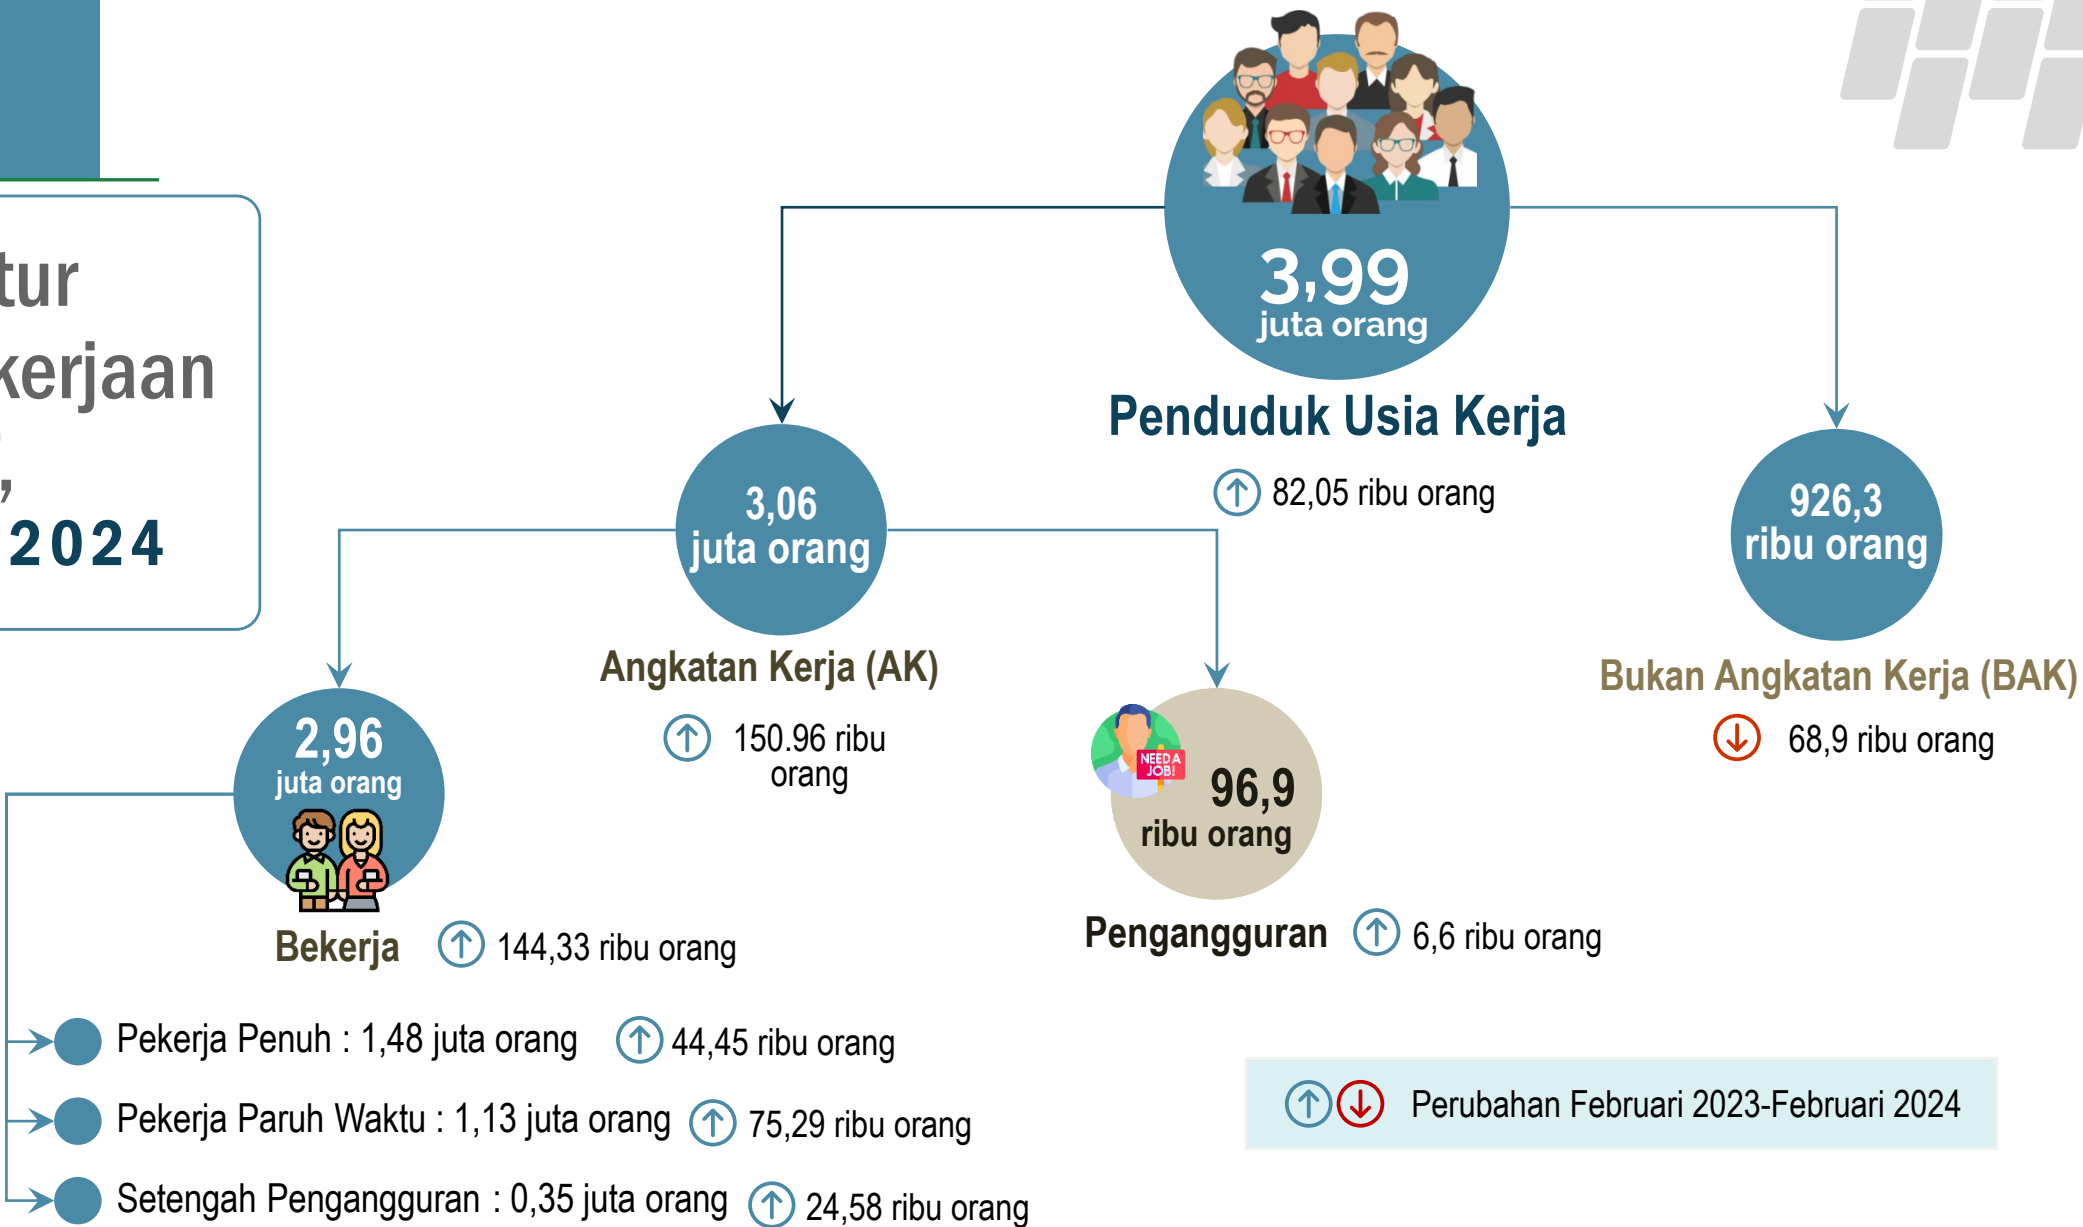 tur
kerjaan
,
2024
3,99
juta orang
Penduduk Usia Kerja
82,05 ribu orang
3,06
juta orang
Angkatan Kerja (AK)
150.96 ribu
orang
926,3
ribu orang
Bukan Angkatan Kerja (BAK)
68,9 ribu orang
2,96
juta orang
Bekerja
144,33 ribu orang
NEED A
JOB!
96,9
ribu orang
Pengangguran
6,6 ribu orang
Pekerja Penuh : 1,48 juta orang
44,45 ribu orang
Pekerja Paruh Waktu : 1,13 juta orang
75,29 ribu orang
Setengah Pengangguran : 0,35 juta orang
24,58 ribu orang
Perubahan Februari 2023-Februari 2024